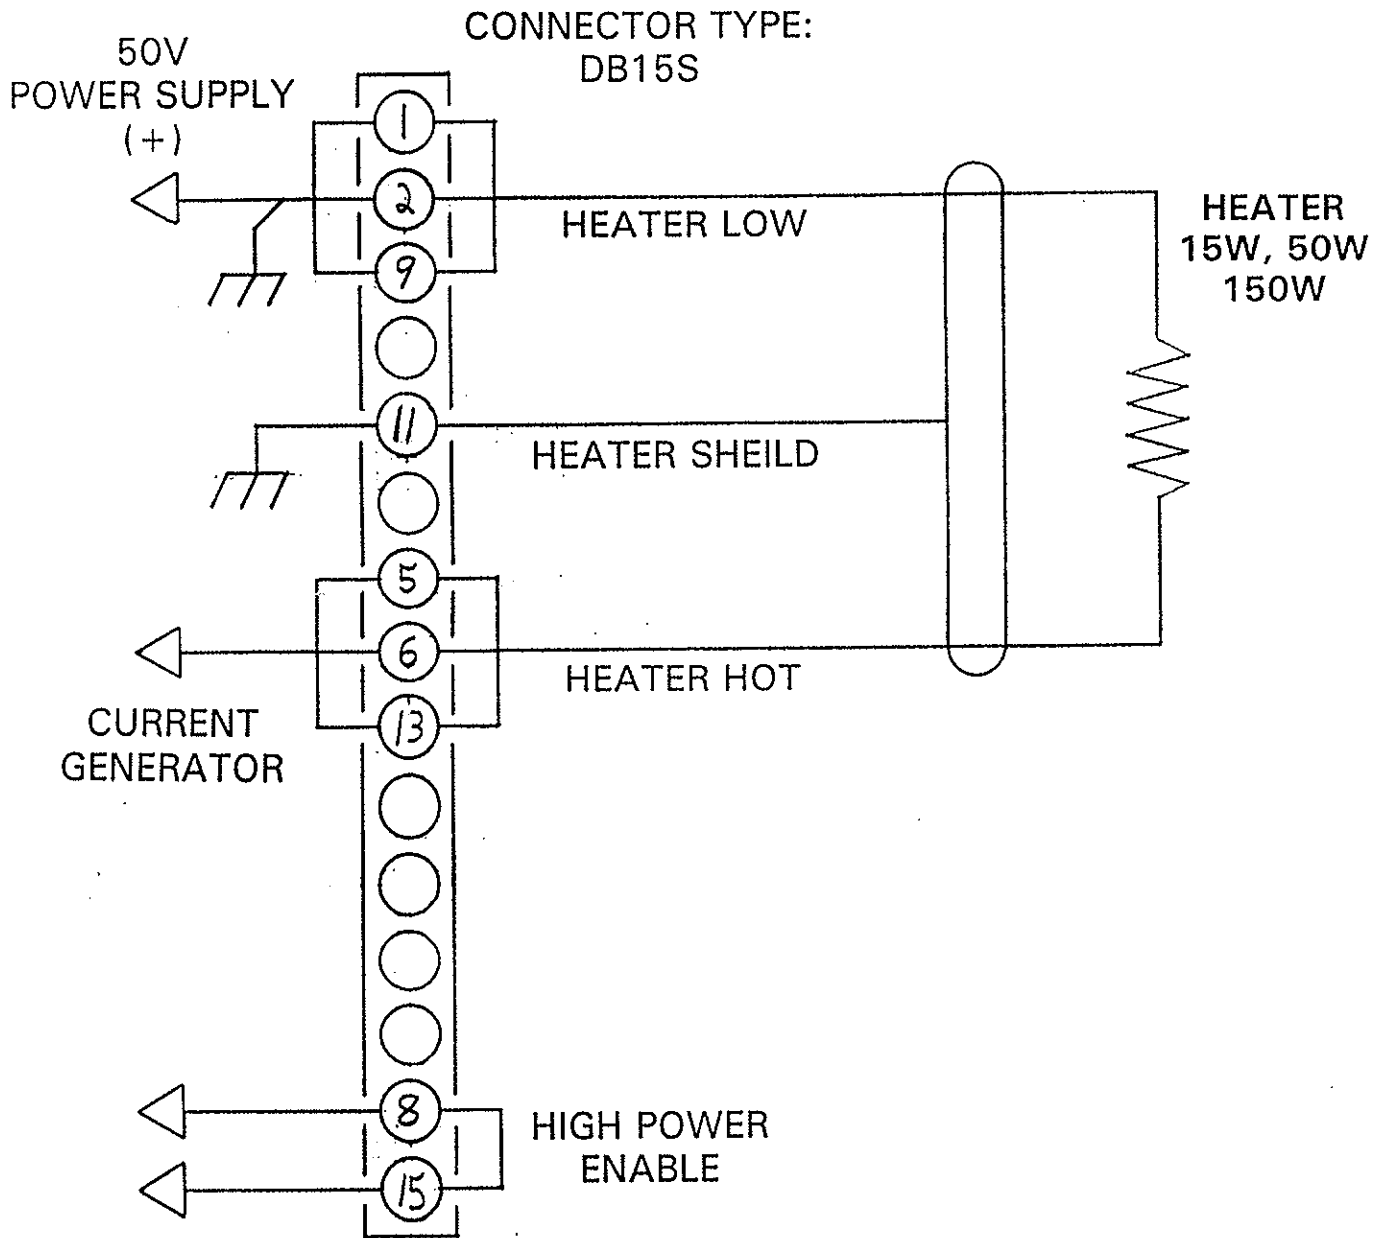 CONNECTOR TYPE:
DB15S
50V
POWER SUPPLY
(+)
1
2
HEATER LOW
HEATER
15W, 50W
150W
9
11
HEATER SHEILD
5
6
HEATER HOT
13
CURRENT
GENERATOR
8
HIGH POWER
ENABLE
15